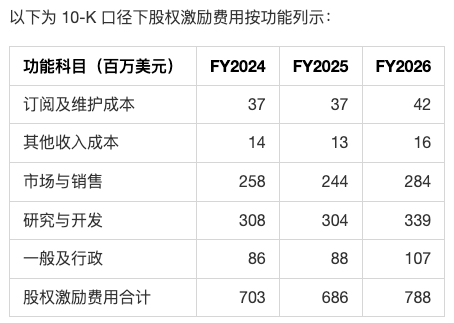 以下为 10-K 口径下股权激励费用按功能列示：
功能科目（百万美元） FY2024 FY2025 FY2026
订阅及维护成本 37 37 42
其他收入成本 14 13 16
市场与销售 258 244 284
研究与开发 308 304 339
一般及行政 86 88 107
股权激励费用合计 703 686 788